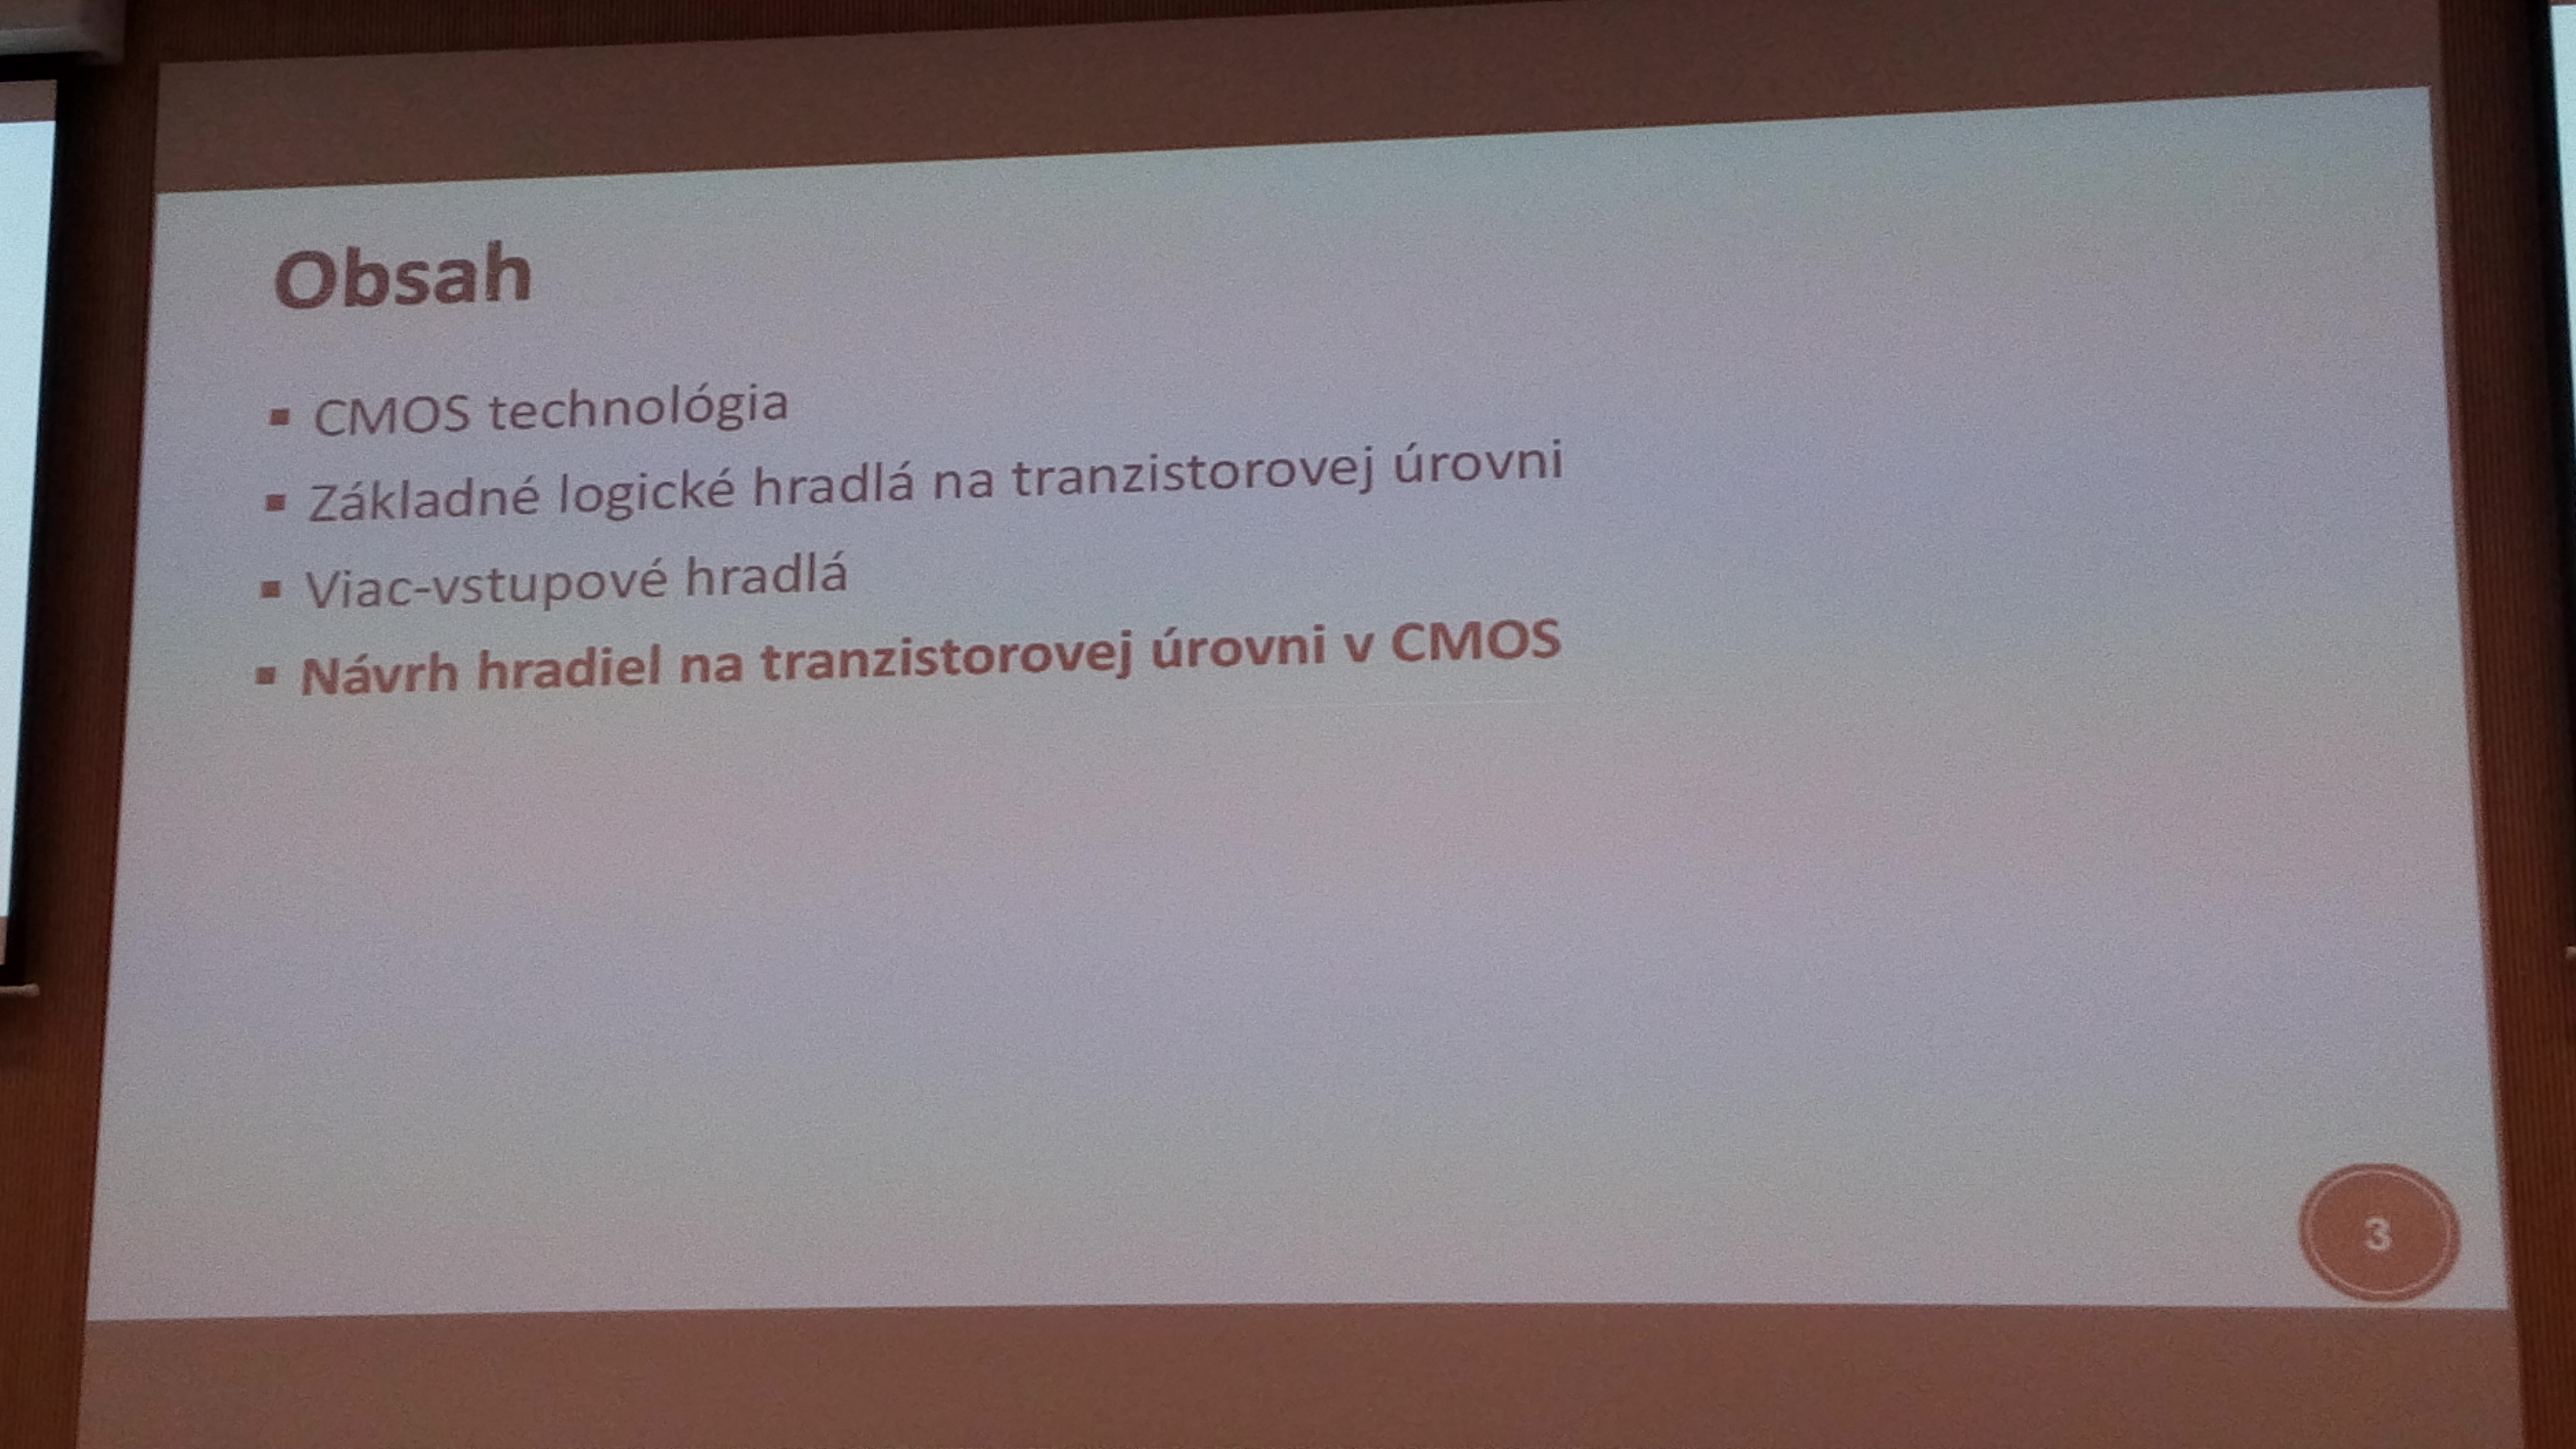 Obsah
▪ CMOS technológia
▪ Základné logické hradlá na tranzistorovej úrovni
▪ Viac-vstupové hradlá
▪ Návrh hradiel na tranzistorovej úrovni v CMOS
3